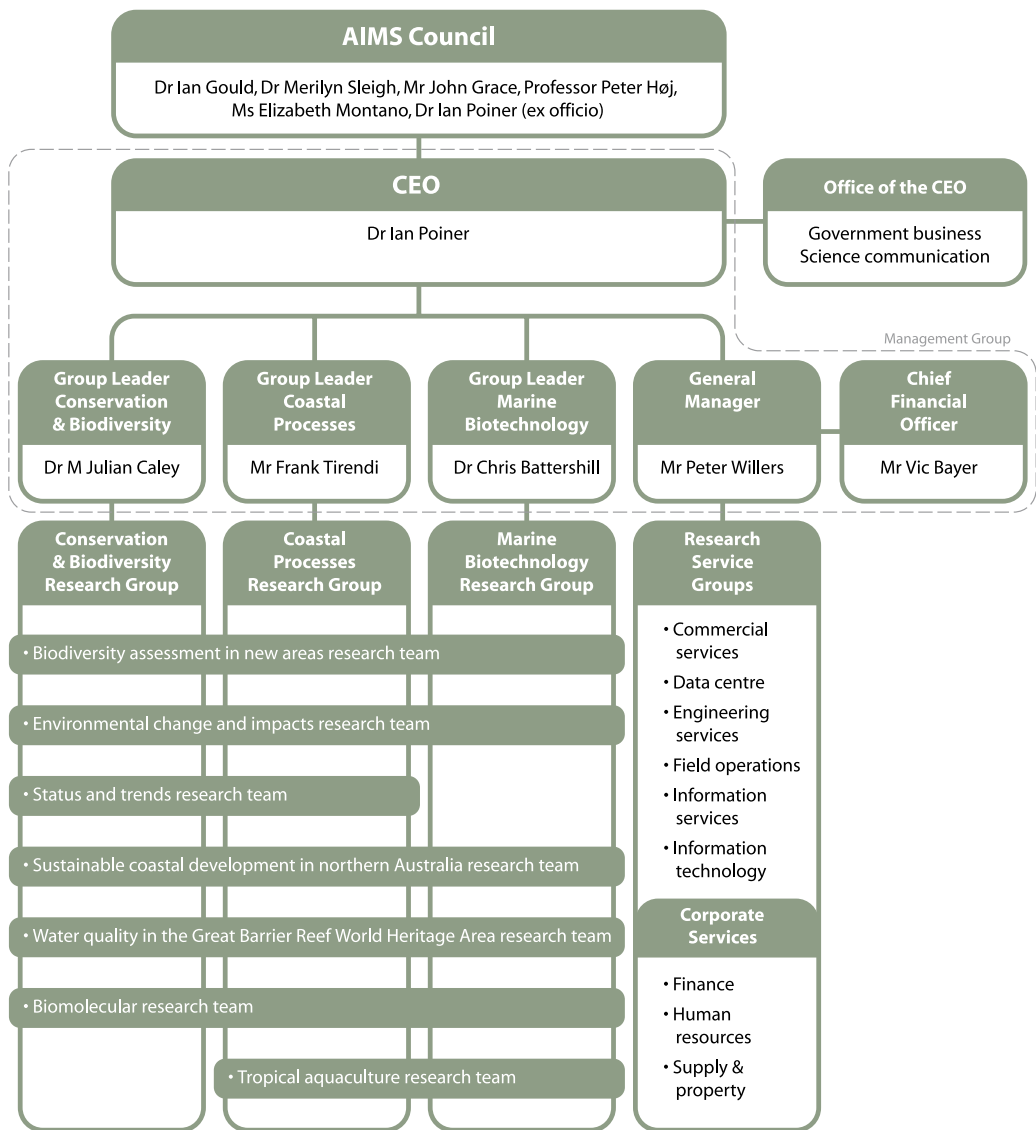 AIMS Council
Dr Ian Gould, Dr Merilyn Sleigh, Mr John Grace, Professor Peter Høj,
Ms Elizabeth Montano, Dr Ian Poiner (ex officio)
CEO
Dr Ian Poiner
Office of the CEO
Government business
Science communication
Management Group
Group Leader
Conservation
& Biodiversity
Dr M Julian Caley
Group Leader
Coastal
Processes
Mr Frank Tirendi
Group Leader
Marine
Biotechnology
Dr Chris Battershill
General
Manager
Mr Peter Willers
Chief
Financial
Officer
Mr Vic Bayer
Conservation
& Biodiversity
Research Group
Coastal
Processes
Research Group
Marine
Biotechnology
Research Group
Research
Service
Groups
• Biodiversity assessment in new areas research team
• Environmental change and impacts research team
• Status and trends research team
• Sustainable coastal development in northern Australia research team
• Water quality in the Great Barrier Reef World Heritage Area research team
• Biomolecular research team
• Tropical aquaculture research team
• Commercial
services
• Data centre
• Engineering
services
• Field operations
• Information
services
• Information
technology
Corporate
Services
• Finance
• Human
resources
• Supply &
property